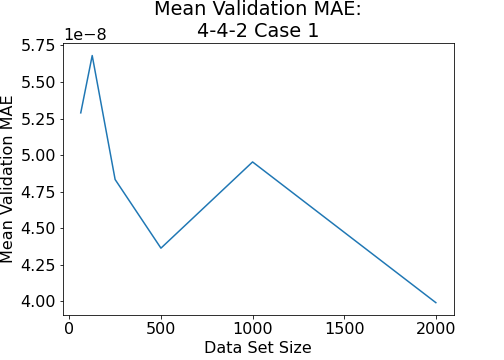 Mean Validation MAE:
4-4-2 Case 1
1e−8
5.75
5.50
5.25
5.00
4.75
4.50
4.25
4.00
Mean Validation MAE
0 500 1000 1500 2000
Data Set Size